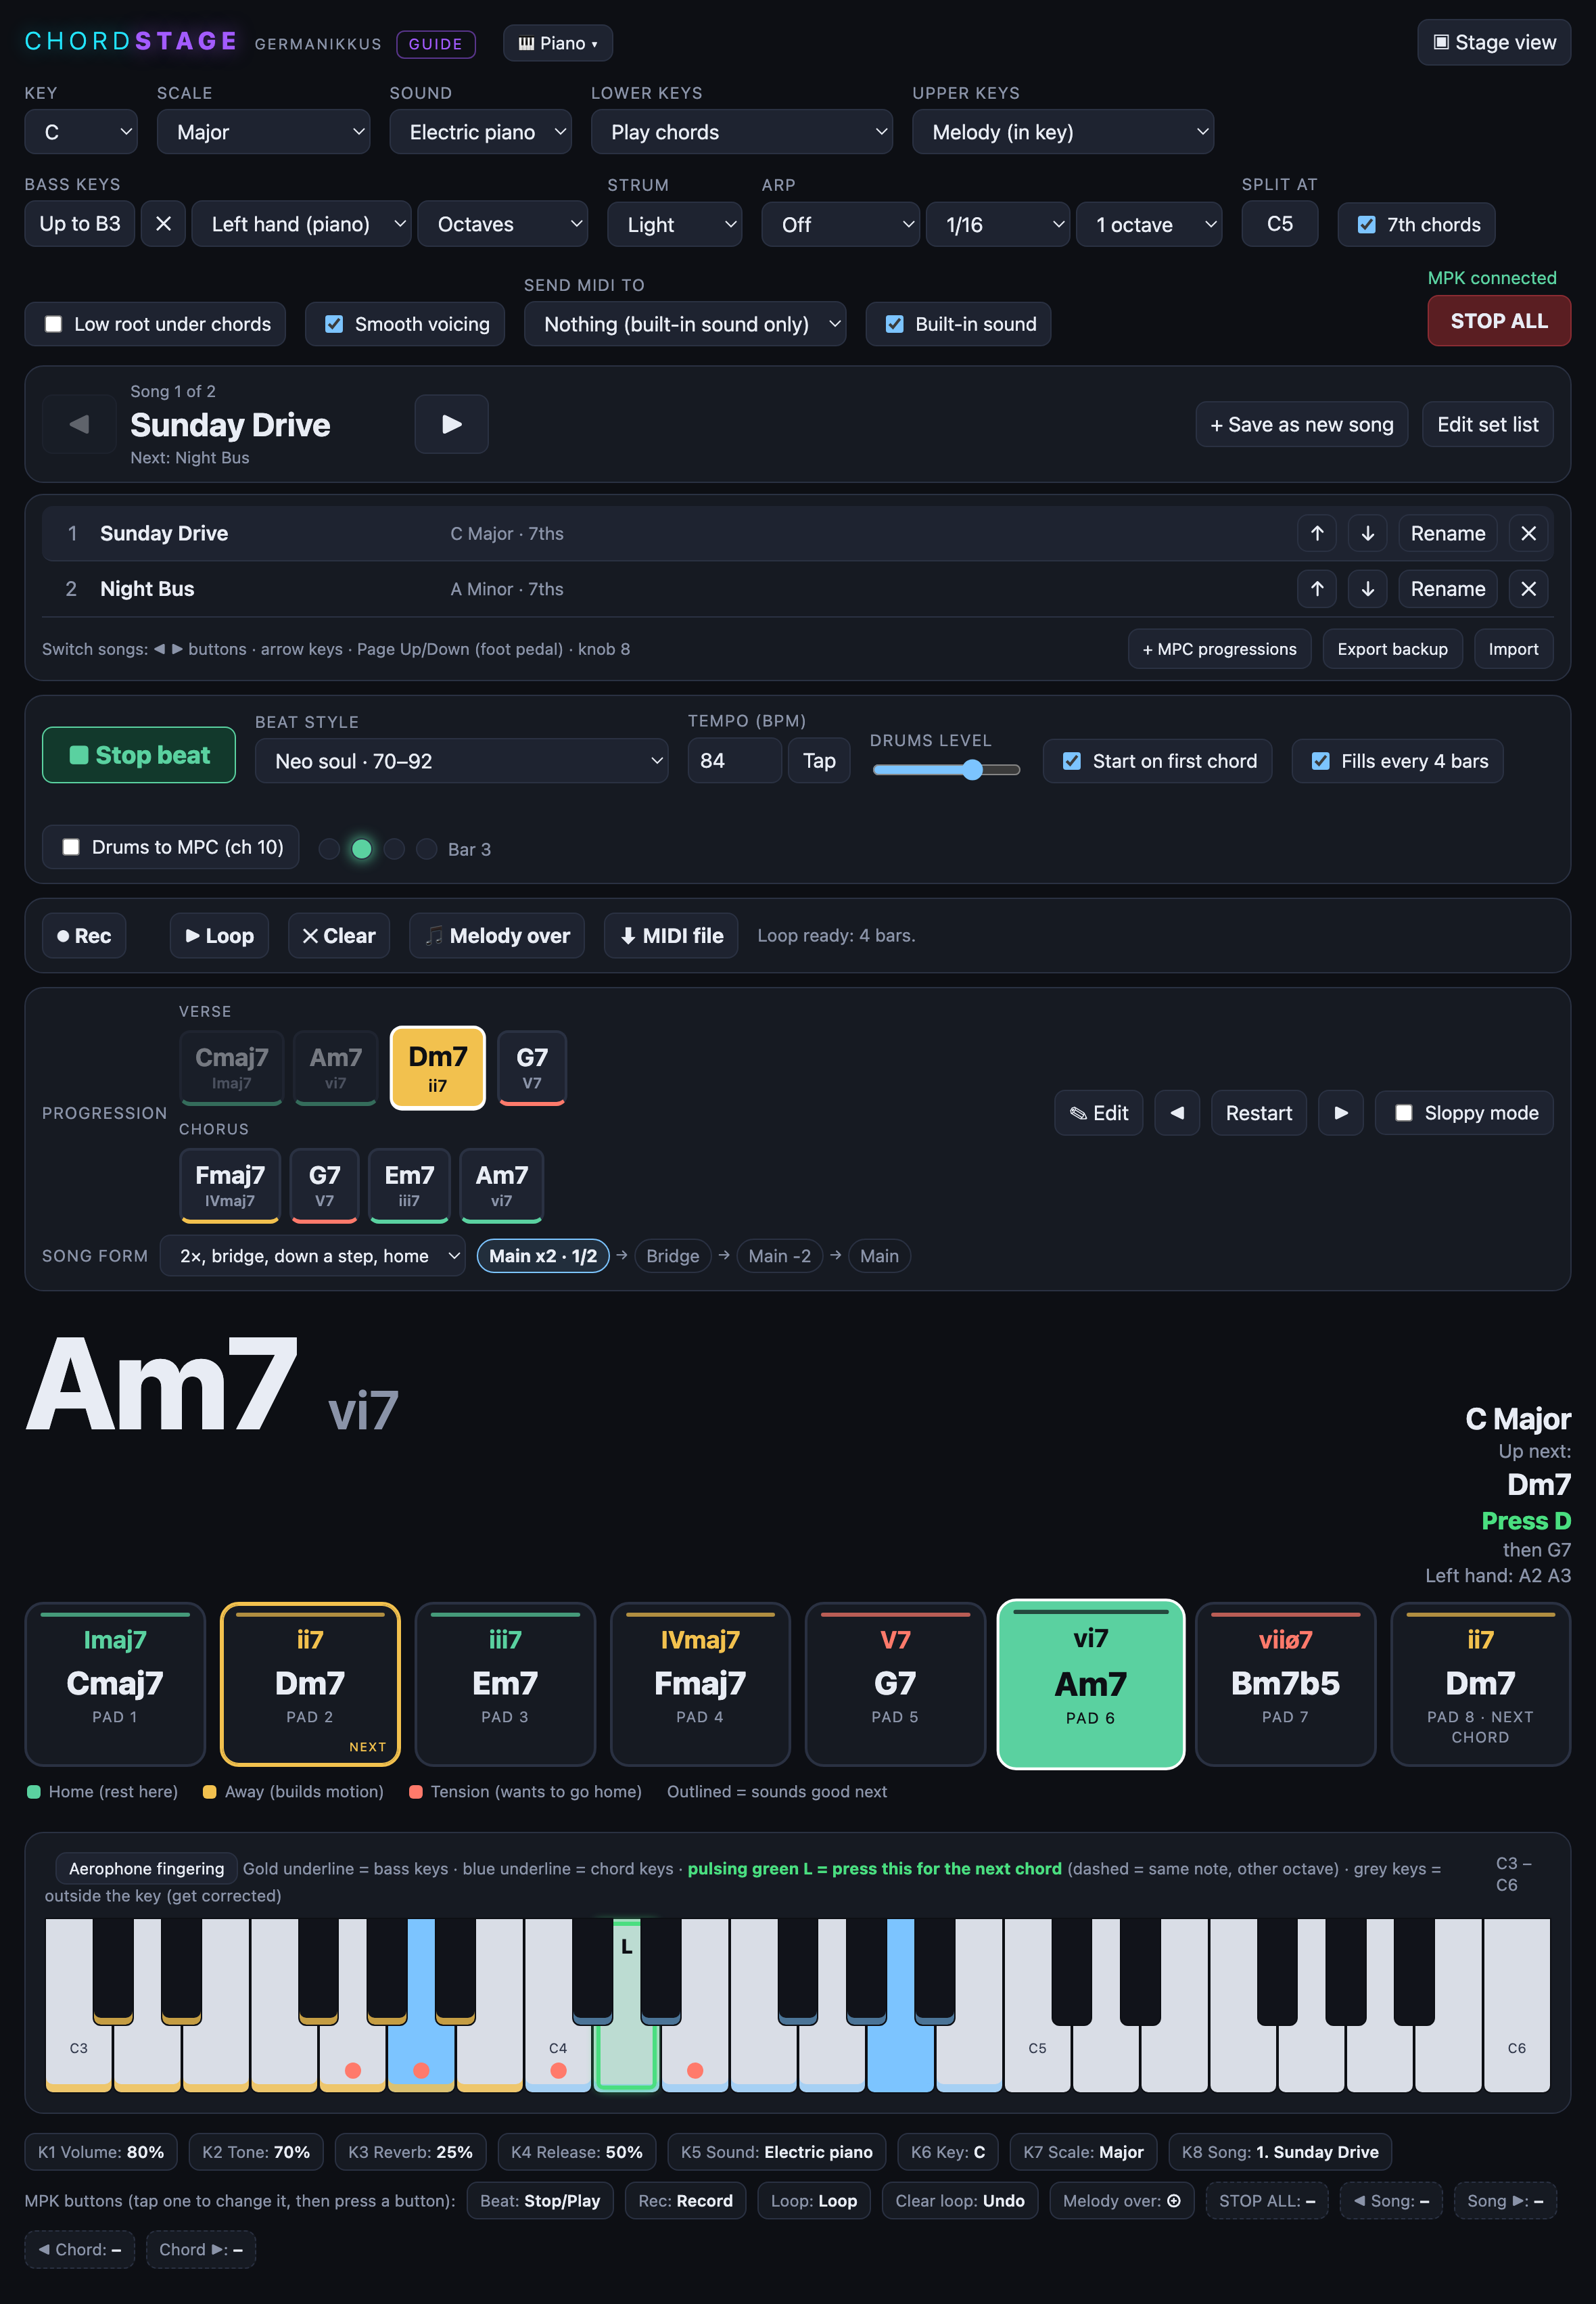 CHORDSTAGE GERMANIKKUS GUIDE Piano ▾ Stage view
KEY SCALE SOUND LOWER KEYS UPPER KEYS
C Major Electric piano Play chords Melody (in key)
BASS KEYS STRUM ARP SPLIT AT
Up to B3 ✕ Left hand (piano) Octaves Light Off 1/16 1 octave C5 7th chords
SEND MIDI TO MPK connected
Low root under chords Smooth voicing Nothing (built-in sound only) Built-in sound STOP ALL
Song 1 of 2
◀ Sunday Drive ▶ + Save as new song Edit set list
Next: Night Bus
1 Sunday Drive C Major · 7ths ↑ ↓ Rename ✕
2 Night Bus A Minor · 7ths ↑ ↓ Rename ✕
Switch songs: ◀ ▶ buttons · arrow keys · Page Up/Down (foot pedal) · knob 8 + MPC progressions Export backup Import
BEAT STYLE TEMPO (BPM) DRUMS LEVEL
Stop beat Neo soul · 70–92 84 Tap Start on first chord Fills every 4 bars
Drums to MPC (ch 10) Bar 3
● Rec ▶ Loop ✕ Clear 🎵 Melody over ⬇ MIDI file Loop ready: 4 bars.
VERSE
Cmaj7 Am7 Dm7 G7
Imaj7 vi7 ii7 V7
PROGRESSION ✎ Edit ◀ Restart ▶ Sloppy mode
CHORUS
Fmaj7 G7 Em7 Am7
IVmaj7 V7 iii7 vi7
SONG FORM 2×, bridge, down a step, home Main x2 · 1/2 → Bridge → Main -2 → Main
Am7 vi7
C Major
Up next:
Dm7
Press D
then G7
Left hand: A2 A3
Imaj7 ii7 iii7 IVmaj7 V7 vi7 viiø7 ii7
Cmaj7 Dm7 Em7 Fmaj7 G7 Am7 Bm7b5 Dm7
PAD 1 PAD 2 PAD 3 PAD 4 PAD 5 PAD 6 PAD 7 PAD 8 · NEXT
CHORD
NEXT
Home (rest here) Away (builds motion) Tension (wants to go home) Outlined = sounds good next
Aerophone fingering Gold underline = bass keys · blue underline = chord keys · pulsing green L = press this for the next chord (dashed = same note, other octave) · grey keys =
outside the key (get corrected)
C3 –
C6
L
C3 C4 C5 C6
K1 Volume: 80% K2 Tone: 70% K3 Reverb: 25% K4 Release: 50% K5 Sound: Electric piano K6 Key: C K7 Scale: Major K8 Song: 1. Sunday Drive
MPK buttons (tap one to change it, then press a button): Beat: Stop/Play Rec: Record Loop: Loop Clear loop: Undo Melody over: ⊕ STOP ALL: – ◀ Song: – Song ▶: –
◀ Chord: – Chord ▶: –